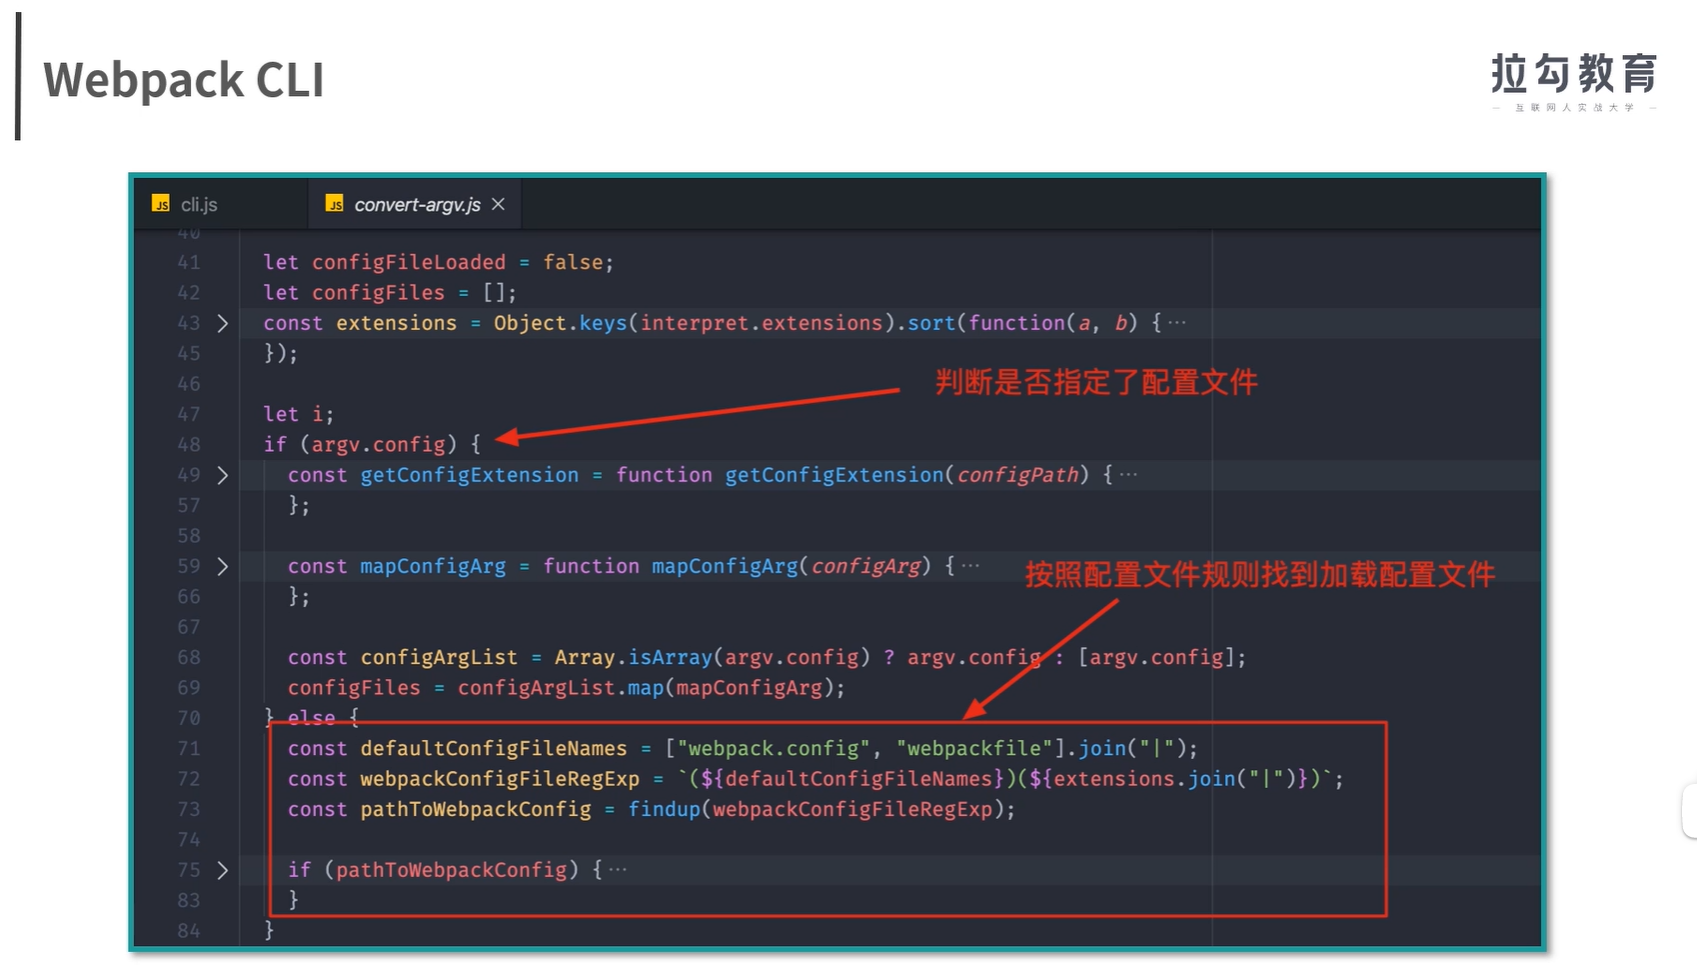 Webpack CLI
拉勾教育
— 互联网人实战大学 —
JS cli.js
JS convert-argv.js ×
40
41 let configFileLoaded = false;
42 let configFiles = [];
43 const extensions = Object.keys(interpret.extensions).sort(function(a, b) {···
45 });
46
判断是否指定了配置文件
47 let i;
48 if (argv.config) {
49 const getConfigExtension = function getConfigExtension(configPath) {···
57 };
58
59 const mapConfigArg = function mapConfigArg(configArg) {···
按照配置文件规则找到加载配置文件
66 };
67
68 const configArgList = Array.isArray(argv.config) ? argv.config : [argv.config];
69 configFiles = configArgList.map(mapConfigArg);
70 } else {
71 const defaultConfigFileNames = ["webpack.config", "webpackfile"].join("|");
72 const webpackConfigFileRegExp = `(${defaultConfigFileNames})(${extensions.join("|")})`;
73 const pathToWebpackConfig = findup(webpackConfigFileRegExp);
74
75 if (pathToWebpackConfig) {···
83 }
84 }